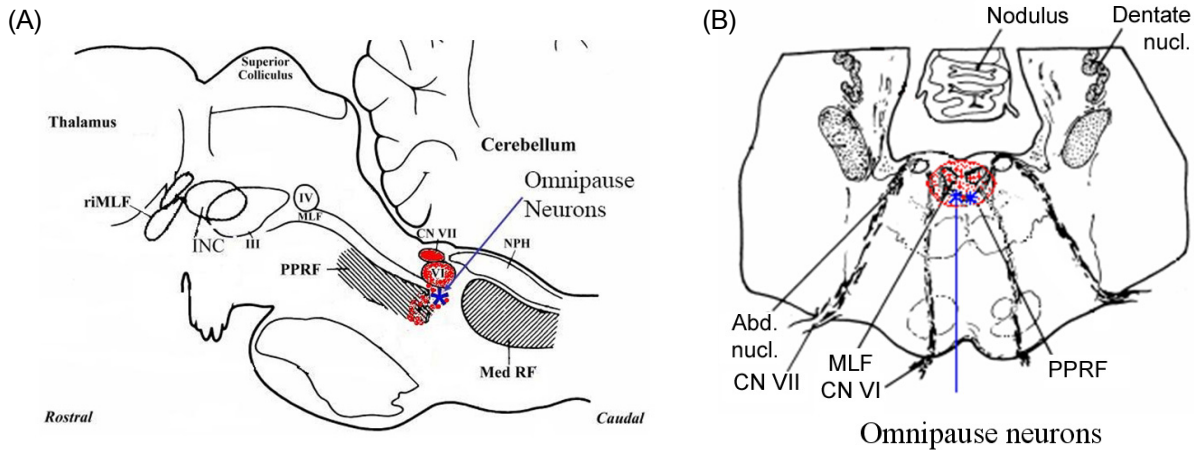 (A)
Superior
Colliculus
Thalamus
Cerebellum
Omnipause
Neurons
riMLF
INC
III
IV
MLF
CN VII
VI
NPH
PPRF
Med RF
Rostral
Caudal
(B)
Nodulus
Dentate
nucl.
Abd.
nucl.
CN VII
MLF
CN VI
PPRF
Omnipause neurons